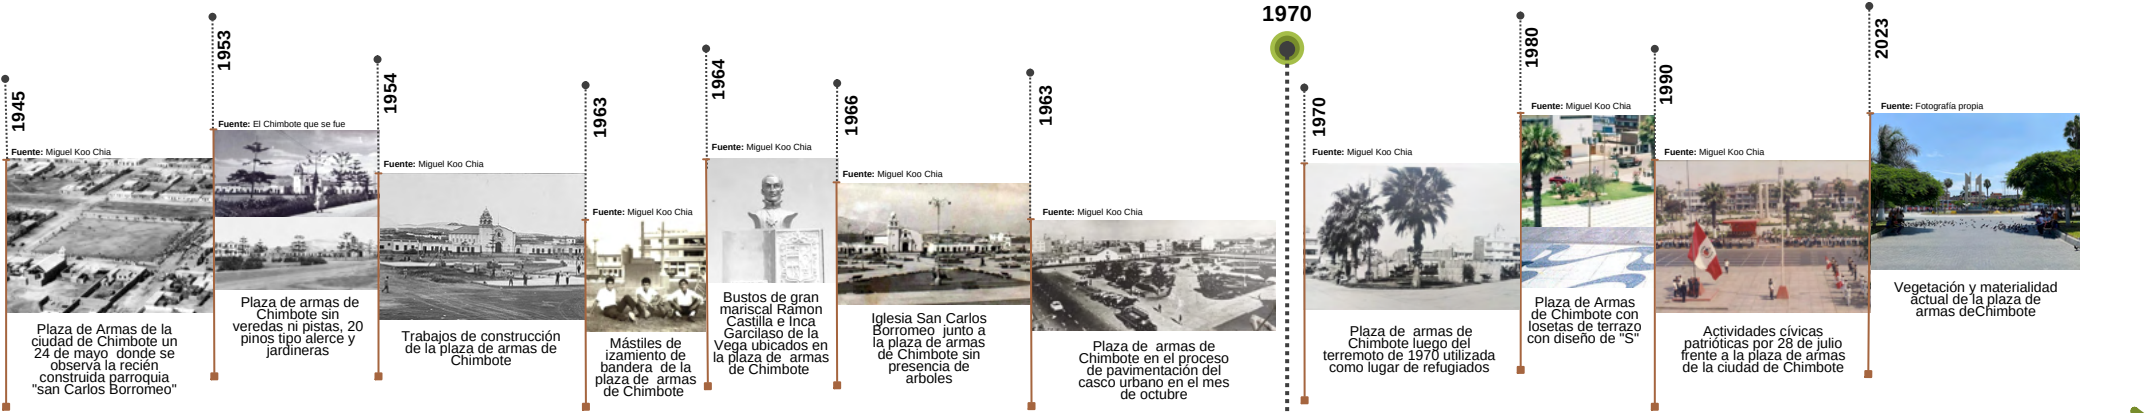 1945
Fuente: Miguel Koo Chia
Plaza de Armas de la
ciudad de Chimbote un
24 de mayo donde se
observa la recién
construida parroquia
"san Carlos Borromeo"
1953
Fuente: El Chimbote que se fue
Plaza de armas de
Chimbote sin
veredas ni pistas, 20
pinos tipo alerce y
jardineras
1954
Fuente: Miguel Koo Chia
Trabajos de construcción
de la plaza de armas de
Chimbote
1963
Fuente: Miguel Koo Chia
Mástiles de
izamiento de
bandera de la
plaza de armas
de Chimbote
1964
Fuente: Miguel Koo Chia
Bustos de gran
mariscal Ramon
Castilla e Inca
Garcilaso de la
Vega ubicados en
la plaza de armas
de Chimbote
1966
Fuente: Miguel Koo Chia
Iglesia San Carlos
Borromeo junto a
la plaza de armas
de Chimbote sin
presencia de
arboles
1963
Fuente: Miguel Koo Chia
Plaza de armas de
Chimbote en el proceso
de pavimentación del
casco urbano en el mes
de octubre
1970
1970
Fuente: Miguel Koo Chia
Plaza de armas de
Chimbote luego del
terremoto de 1970 utilizada
como lugar de refugiados
1980
Fuente: Miguel Koo Chia
Plaza de Armas
de Chimbote con
losetas de terrazo
con diseño de "S"
1990
Fuente: Miguel Koo Chia
Actividades cívicas
patrióticas por 28 de julio
frente a la plaza de armas
de la ciudad de Chimbote
2023
Fuente: Fotografía propia
Vegetación y materialidad
actual de la plaza de
armas deChimbote